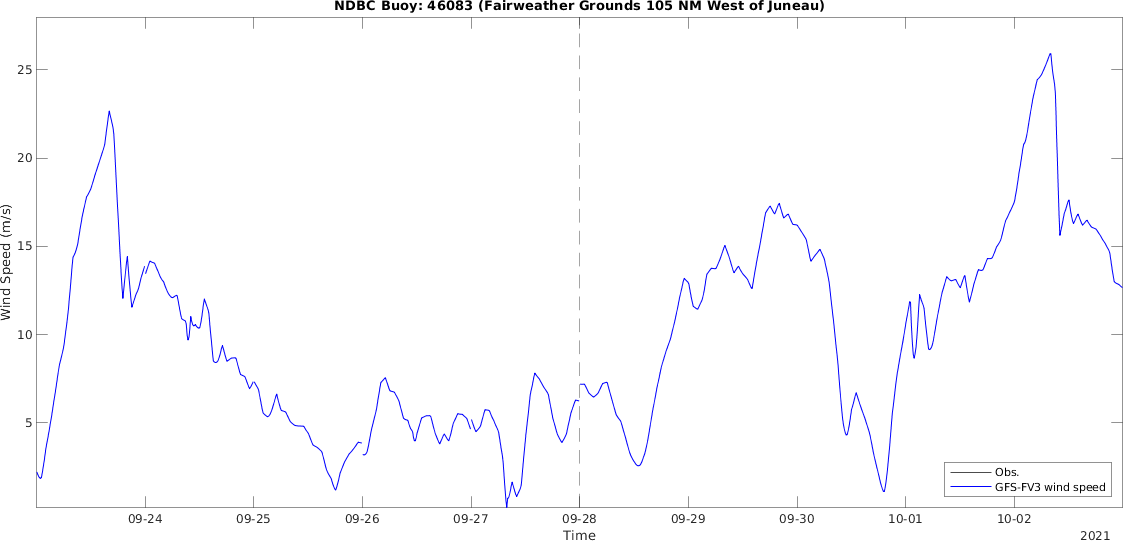 NDBC Buoy: 46083 (Fairweather Grounds 105 NM West of Juneau)
25
20
15
10
5
Wind Speed (m/s)
Obs.
GFS-FV3 wind speed
09-24 09-25 09-26 09-27 09-28 09-29 09-30 10-01 10-02
Time
2021